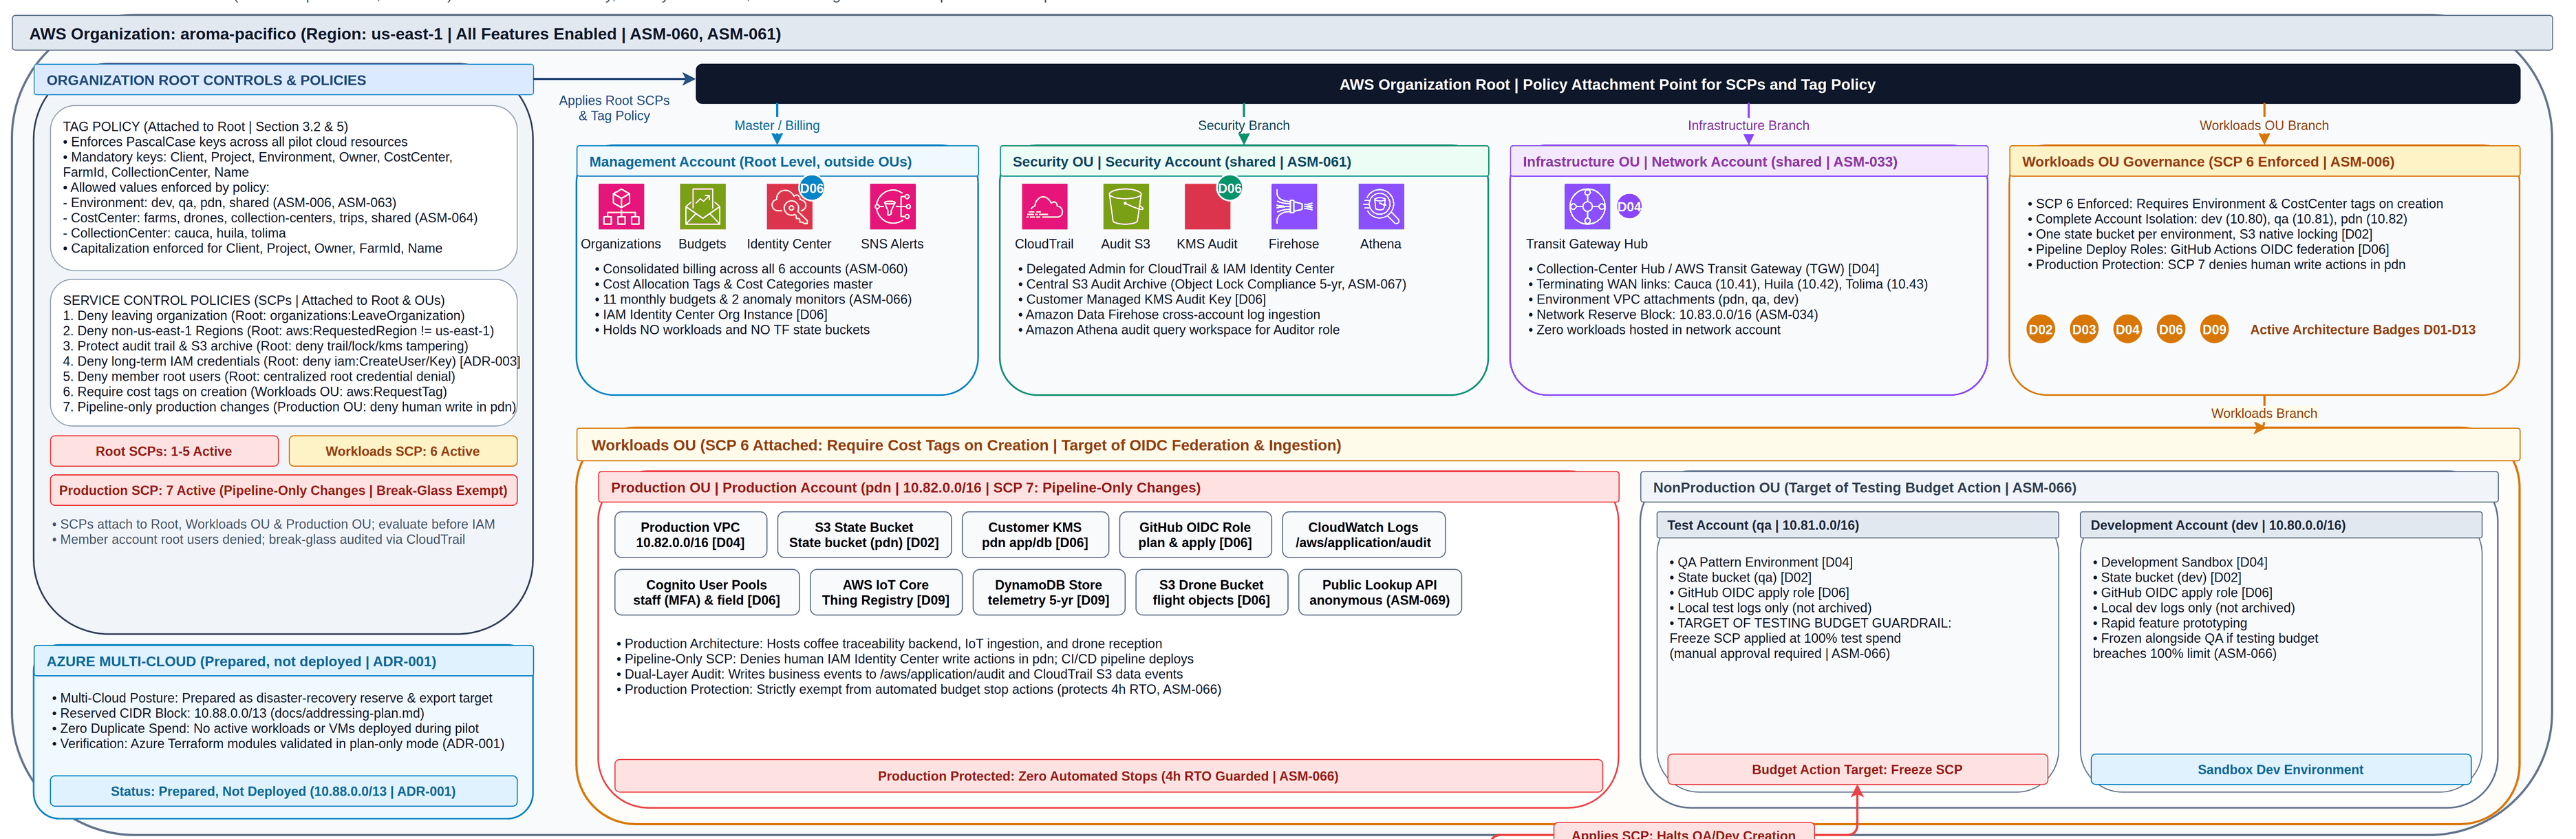 AWS Organization: aroma-pacifico (Region: us-east-1 | All Features Enabled | ASM-060, ASM-061)
ORGANIZATION ROOT CONTROLS & POLICIES
Applies Root SCPs
& Tag Policy
AWS Organization Root | Policy Attachment Point for SCPs and Tag Policy
TAG POLICY (Attached to Root | Section 3.2 & 5)
• Enforces PascalCase keys across all pilot cloud resources
• Mandatory keys: Client, Project, Environment, Owner, CostCenter,
FarmId, CollectionCenter, Name
• Allowed values enforced by policy:
- Environment: dev, qa, pdn, shared (ASM-006, ASM-063)
- CostCenter: farms, drones, collection-centers, trips, shared (ASM-064)
- CollectionCenter: cauca, huila, tolima
• Capitalization enforced for Client, Project, Owner, FarmId, Name
SERVICE CONTROL POLICIES (SCPs | Attached to Root & OUs)
1. Deny leaving organization (Root: organizations:LeaveOrganization)
2. Deny non-us-east-1 Regions (Root: aws:RequestedRegion != us-east-1)
3. Protect audit trail & S3 archive (Root: deny trail/lock/kms tampering)
4. Deny long-term IAM credentials (Root: deny iam:CreateUser/Key) [ADR-003]
5. Deny member root users (Root: centralized root credential denial)
6. Require cost tags on creation (Workloads OU: aws:RequestTag)
7. Pipeline-only production changes (Production OU: deny human write in pdn)
Root SCPs: 1-5 Active
Workloads SCP: 6 Active
Production SCP: 7 Active (Pipeline-Only Changes | Break-Glass Exempt)
• SCPs attach to Root, Workloads OU & Production OU; evaluate before IAM
• Member account root users denied; break-glass audited via CloudTrail
AZURE MULTI-CLOUD (Prepared, not deployed | ADR-001)
• Multi-Cloud Posture: Prepared as disaster-recovery reserve & export target
• Reserved CIDR Block: 10.88.0.0/13 (docs/addressing-plan.md)
• Zero Duplicate Spend: No active workloads or VMs deployed during pilot
• Verification: Azure Terraform modules validated in plan-only mode (ADR-001)
Status: Prepared, Not Deployed (10.88.0.0/13 | ADR-001)
Master / Billing
Management Account (Root Level, outside OUs)
D06
Organizations
Budgets
Identity Center
SNS Alerts
• Consolidated billing across all 6 accounts (ASM-060)
• Cost Allocation Tags & Cost Categories master
• 11 monthly budgets & 2 anomaly monitors (ASM-066)
• IAM Identity Center Org Instance [D06]
• Holds NO workloads and NO TF state buckets
Security Branch
Security OU | Security Account (shared | ASM-061)
D06
CloudTrail
Audit S3
KMS Audit
Firehose
Athena
• Delegated Admin for CloudTrail & IAM Identity Center
• Central S3 Audit Archive (Object Lock Compliance 5-yr, ASM-067)
• Customer Managed KMS Audit Key [D06]
• Amazon Data Firehose cross-account log ingestion
• Amazon Athena audit query workspace for Auditor role
Infrastructure Branch
Infrastructure OU | Network Account (shared | ASM-033)
D04
Transit Gateway Hub
• Collection-Center Hub / AWS Transit Gateway (TGW) [D04]
• Terminating WAN links: Cauca (10.41), Huila (10.42), Tolima (10.43)
• Environment VPC attachments (pdn, qa, dev)
• Network Reserve Block: 10.83.0.0/16 (ASM-034)
• Zero workloads hosted in network account
Workloads OU Branch
Workloads OU Governance (SCP 6 Enforced | ASM-006)
• SCP 6 Enforced: Requires Environment & CostCenter tags on creation
• Complete Account Isolation: dev (10.80), qa (10.81), pdn (10.82)
• One state bucket per environment, S3 native locking [D02]
• Pipeline Deploy Roles: GitHub Actions OIDC federation [D06]
• Production Protection: SCP 7 denies human write actions in pdn
D02
D03
D04
D06
D09
Active Architecture Badges D01-D13
Workloads Branch
Workloads OU (SCP 6 Attached: Require Cost Tags on Creation | Target of OIDC Federation & Ingestion)
Production OU | Production Account (pdn | 10.82.0.0/16 | SCP 7: Pipeline-Only Changes)
Production VPC
10.82.0.0/16 [D04]
S3 State Bucket
State bucket (pdn) [D02]
Customer KMS
pdn app/db [D06]
GitHub OIDC Role
plan & apply [D06]
CloudWatch Logs
/aws/application/audit
Cognito User Pools
staff (MFA) & field [D06]
AWS IoT Core
Thing Registry [D09]
DynamoDB Store
telemetry 5-yr [D09]
S3 Drone Bucket
flight objects [D06]
Public Lookup API
anonymous (ASM-069)
• Production Architecture: Hosts coffee traceability backend, IoT ingestion, and drone reception
• Pipeline-Only SCP: Denies human IAM Identity Center write actions in pdn; CI/CD pipeline deploys
• Dual-Layer Audit: Writes business events to /aws/application/audit and CloudTrail S3 data events
• Production Protection: Strictly exempt from automated budget stop actions (protects 4h RTO, ASM-066)
Production Protected: Zero Automated Stops (4h RTO Guarded | ASM-066)
NonProduction OU (Target of Testing Budget Action | ASM-066)
Test Account (qa | 10.81.0.0/16)
• QA Pattern Environment [D04]
• State bucket (qa) [D02]
• GitHub OIDC apply role [D06]
• Local test logs only (not archived)
• TARGET OF TESTING BUDGET GUARDRAIL:
Freeze SCP applied at 100% test spend
(manual approval required | ASM-066)
Budget Action Target: Freeze SCP
Development Account (dev | 10.80.0.0/16)
• Development Sandbox [D04]
• State bucket (dev) [D02]
• GitHub OIDC apply role [D06]
• Local dev logs only (not archived)
• Rapid feature prototyping
• Frozen alongside QA if testing budget
breaches 100% limit (ASM-066)
Sandbox Dev Environment
Applies SCP: Halts QA/Dev Creation